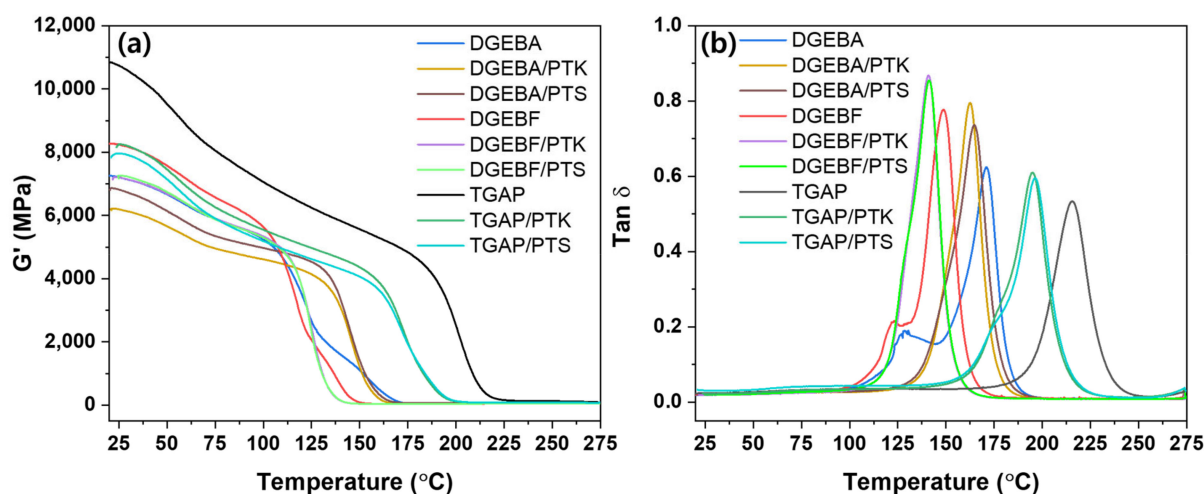 (a)
12,000
10,000
8,000
6,000
4,000
2,000
0
G' (MPa)
DGEBA
DGEBA/PTK
DGEBA/PTS
DGEBF
DGEBF/PTK
DGEBF/PTS
TGAP
TGAP/PTK
TGAP/PTS
25 50 75 100 125 150 175 200 225 250 275
Temperature (°C)
(b)
1.0
0.8
0.6
0.4
0.2
0.0
Tan δ
DGEBA
DGEBA/PTK
DGEBA/PTS
DGEBF
DGEBF/PTK
DGEBF/PTS
TGAP
TGAP/PTK
TGAP/PTS
25 50 75 100 125 150 175 200 225 250 275
Temperature (°C)